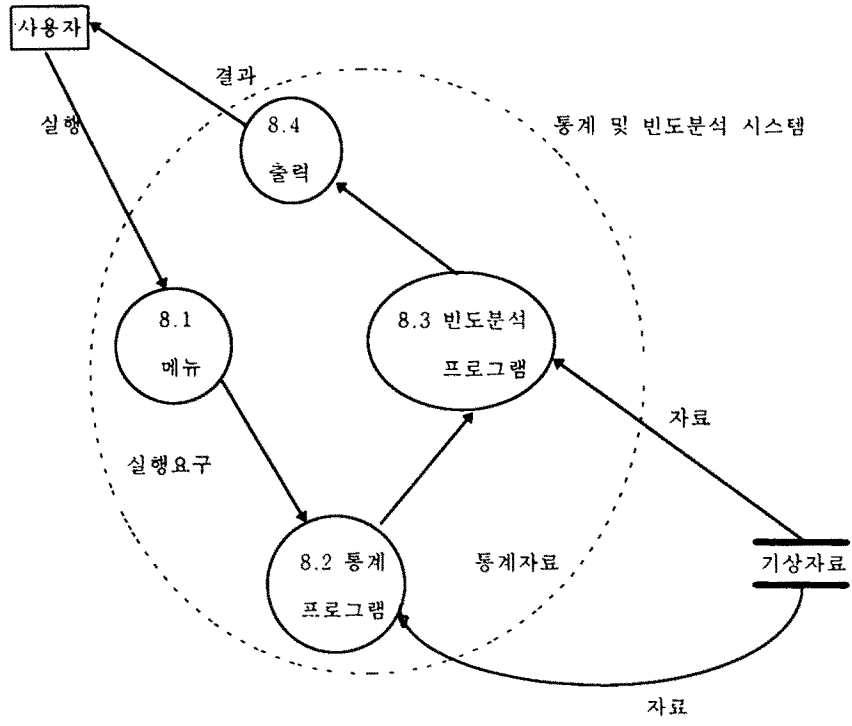 사용자
결과
실행
8.4
출력
통계 및 빈도분석 시스템
8.1
메뉴
8.3 빈도분석
프로그램
자료
실행요구
8.2 통계
프로그램
통계자료
기상자료
자료